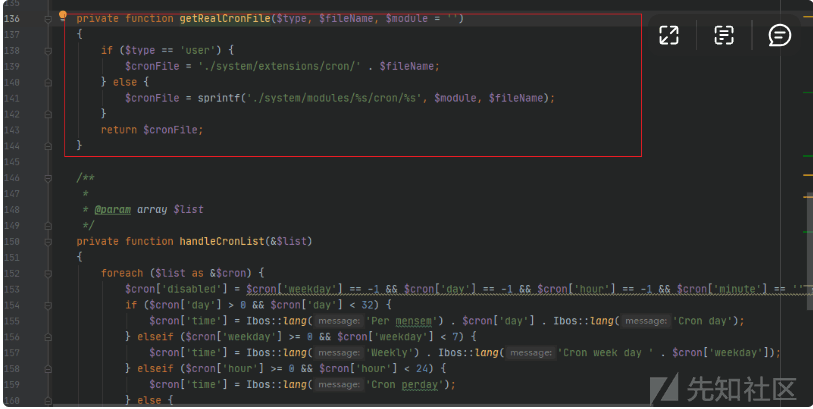 135
136 private function getRealCronFile($type, $fileName, $module = '')
137 {
138 if ($type == 'user') {
139 $cronFile = './system/extensions/cron/' . $fileName;
140 } else {
141 $cronFile = sprintf('./system/modules/%s/cron/%s', $module, $fileName);
142 }
143 return $cronFile;
144 }
145
146 /**
147 *
148 * @param array $list
149 */
150 private function handleCronList(&$list)
151 {
152 foreach ($list as &$cron) {
153 $cron['disabled'] = $cron['weekday'] == -1 && $cron['day'] == -1 && $cron['hour'] == -1 && $cron['minute'] == ''
154 if ($cron['day'] > 0 && $cron['day'] < 32) {
155 $cron['time'] = Ibos::lang( message: 'Per mensem') . $cron['day'] . Ibos::lang( message: 'Cron day');
156 } elseif ($cron['weekday'] >= 0 && $cron['weekday'] < 7) {
157 $cron['time'] = Ibos::lang( message: 'Weekly') . Ibos::lang( message: 'Cron week day ' . $cron['weekday']);
158 } elseif ($cron['hour'] >= 0 && $cron['hour'] < 24) {
159 $cron['time'] = Ibos::lang( message: 'Cron perday');
160 } else {
先知社区